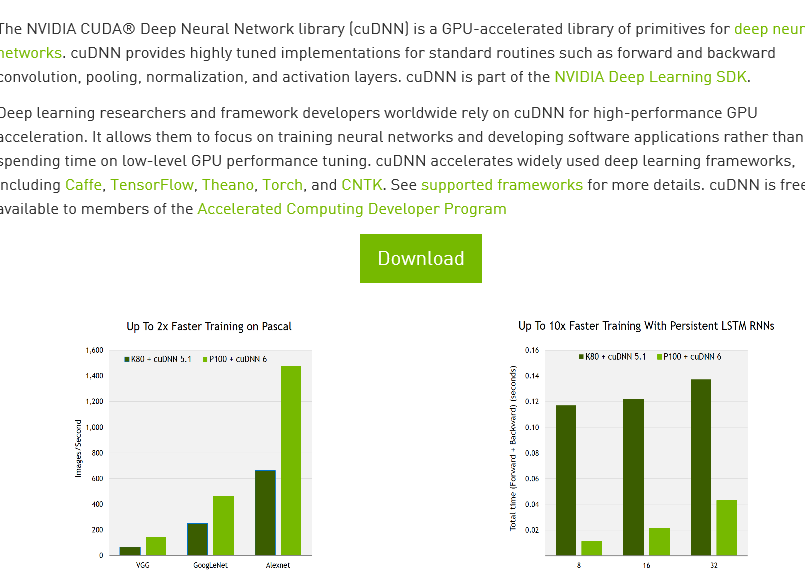 The NVIDIA CUDA® Deep Neural Network library (cuDNN) is a GPU-accelerated library of primitives for deep neur
networks. cuDNN provides highly tuned implementations for standard routines such as forward and backward
convolution, pooling, normalization, and activation layers. cuDNN is part of the NVIDIA Deep Learning SDK.
Deep learning researchers and framework developers worldwide rely on cuDNN for high-performance GPU
acceleration. It allows them to focus on training neural networks and developing software applications rather than
spending time on low-level GPU performance tuning. cuDNN accelerates widely used deep learning frameworks,
including Caffe, TensorFlow, Theano, Torch, and CNTK. See supported frameworks for more details. cuDNN is free
available to members of the Accelerated Computing Developer Program
Download
Up To 2x Faster Training on Pascal
K80 + cuDNN 5.1 P100 + cuDNN 6
Images/Second
1,600
1,400
1,200
1,000
800
600
400
200
0
VGG GoogLeNet Alexnet
Up To 10x Faster Training With Persistent LSTM RNNs
K80 + cuDNN 5.1 P100 + cuDNN 6
Total time (Forward + Backward) (seconds)
0.16
0.14
0.12
0.10
0.08
0.06
0.04
0.02
8 16 32